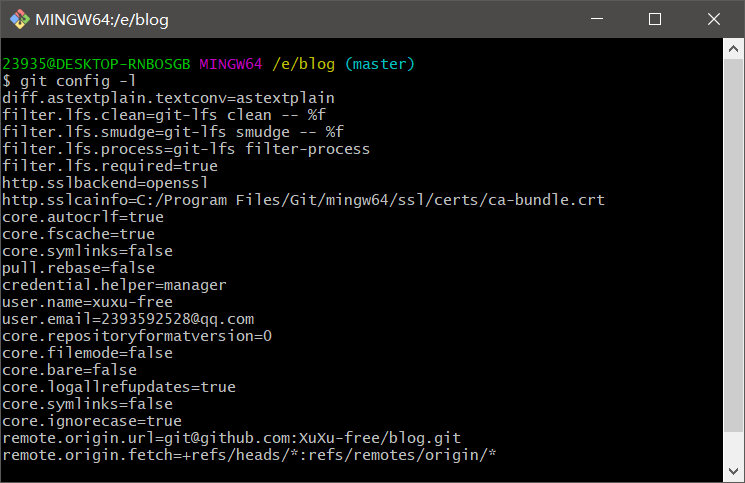 MINGW64:/e/blog
23935@DESKTOP-RNBOSGB MINGW64 /e/blog (master)
$ git config -l
diff.astextplain.textconv=astextplain
filter.lfs.clean=git-lfs clean -- %f
filter.lfs.smudge=git-lfs smudge -- %f
filter.lfs.process=git-lfs filter-process
filter.lfs.required=true
http.sslbackend=openssl
http.sslcainfo=C:/Program Files/Git/mingw64/ssl/certs/ca-bundle.crt
core.autocrlf=true
core.fscache=true
core.symlinks=false
pull.rebase=false
credential.helper=manager
user.name=xuxu-free
user.email=2393592528@qq.com
core.repositoryformatversion=0
core.filemode=false
core.bare=false
core.logallrefupdates=true
core.symlinks=false
core.ignorecase=true
remote.origin.url=git@github.com:XuXu-free/blog.git
remote.origin.fetch=+refs/heads/*:refs/remotes/origin/*